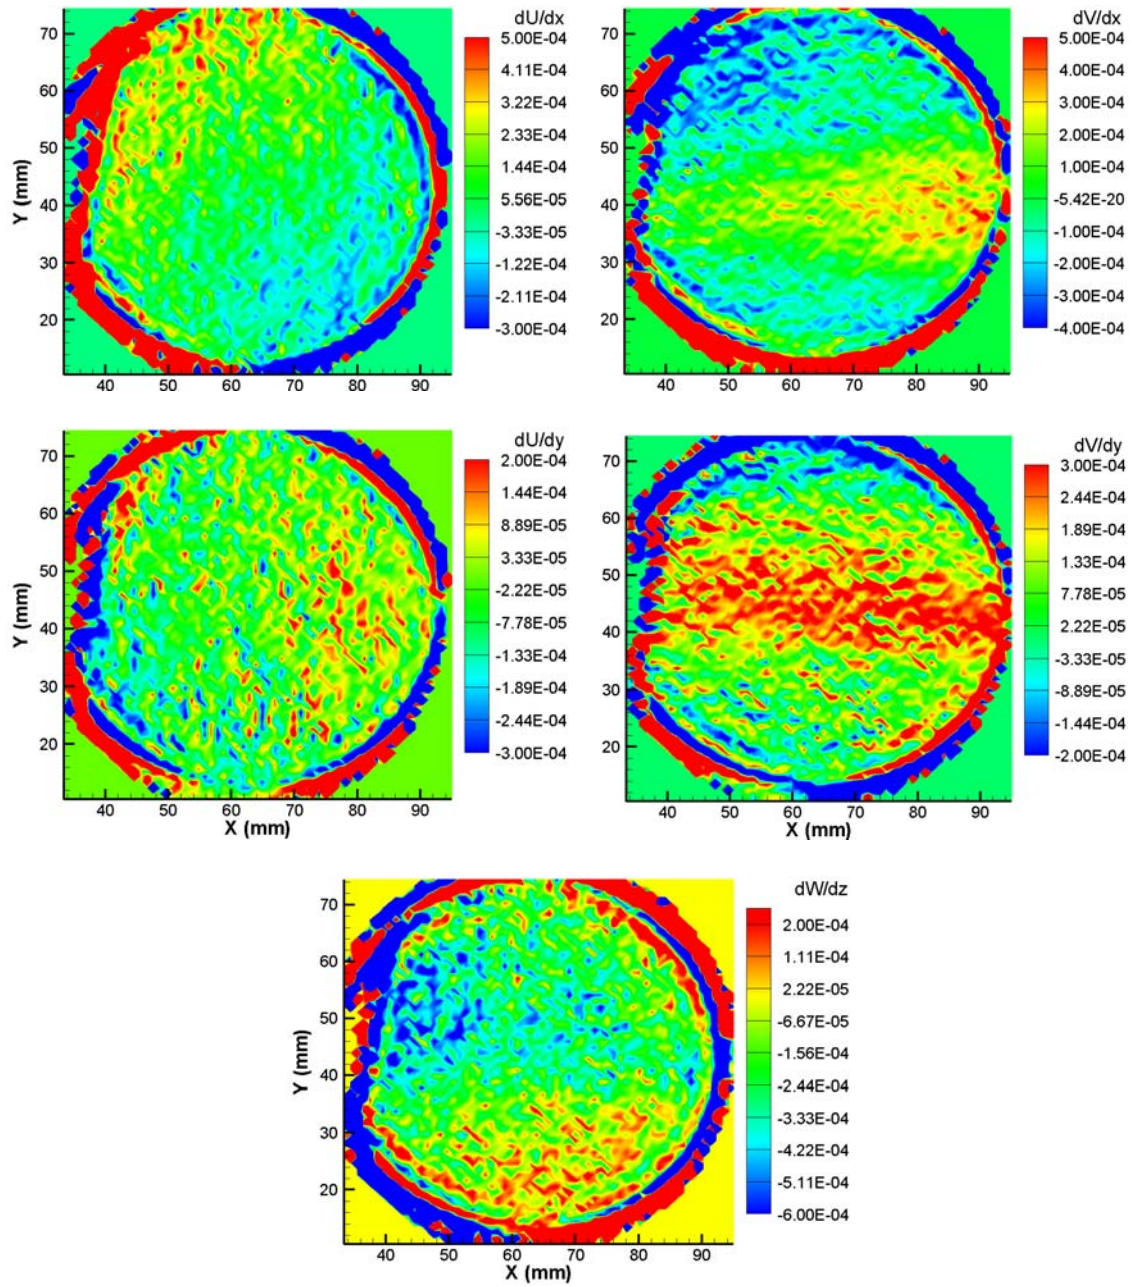 dU/dx
5.00E-04
4.11E-04
3.22E-04
2.33E-04
1.44E-04
5.56E-05
-3.33E-05
-1.22E-04
-2.11E-04
-3.00E-04
Y (mm)
70
60
50
40
30
20
40 50 60 70 80 90
dV/dx
5.00E-04
4.00E-04
3.00E-04
2.00E-04
1.00E-04
-5.42E-20
-1.00E-04
-2.00E-04
-3.00E-04
-4.00E-04
70
60
50
40
30
20
40 50 60 70 80 90
dU/dy
2.00E-04
1.44E-04
8.89E-05
3.33E-05
-2.22E-05
-7.78E-05
-1.33E-04
-1.89E-04
-2.44E-04
-3.00E-04
Y (mm)
70
60
50
40
30
20
40 50 60 70 80 90
X (mm)
dV/dy
3.00E-04
2.44E-04
1.89E-04
1.33E-04
7.78E-05
2.22E-05
-3.33E-05
-8.89E-05
-1.44E-04
-2.00E-04
70
60
50
40
30
20
40 50 60 70 80 90
X (mm)
dW/dz
2.00E-04
1.11E-04
2.22E-05
-6.67E-05
-1.56E-04
-2.44E-04
-3.33E-04
-4.22E-04
-5.11E-04
-6.00E-04
Y (mm)
70
60
50
40
30
20
40 50 60 70 80 90
X (mm)